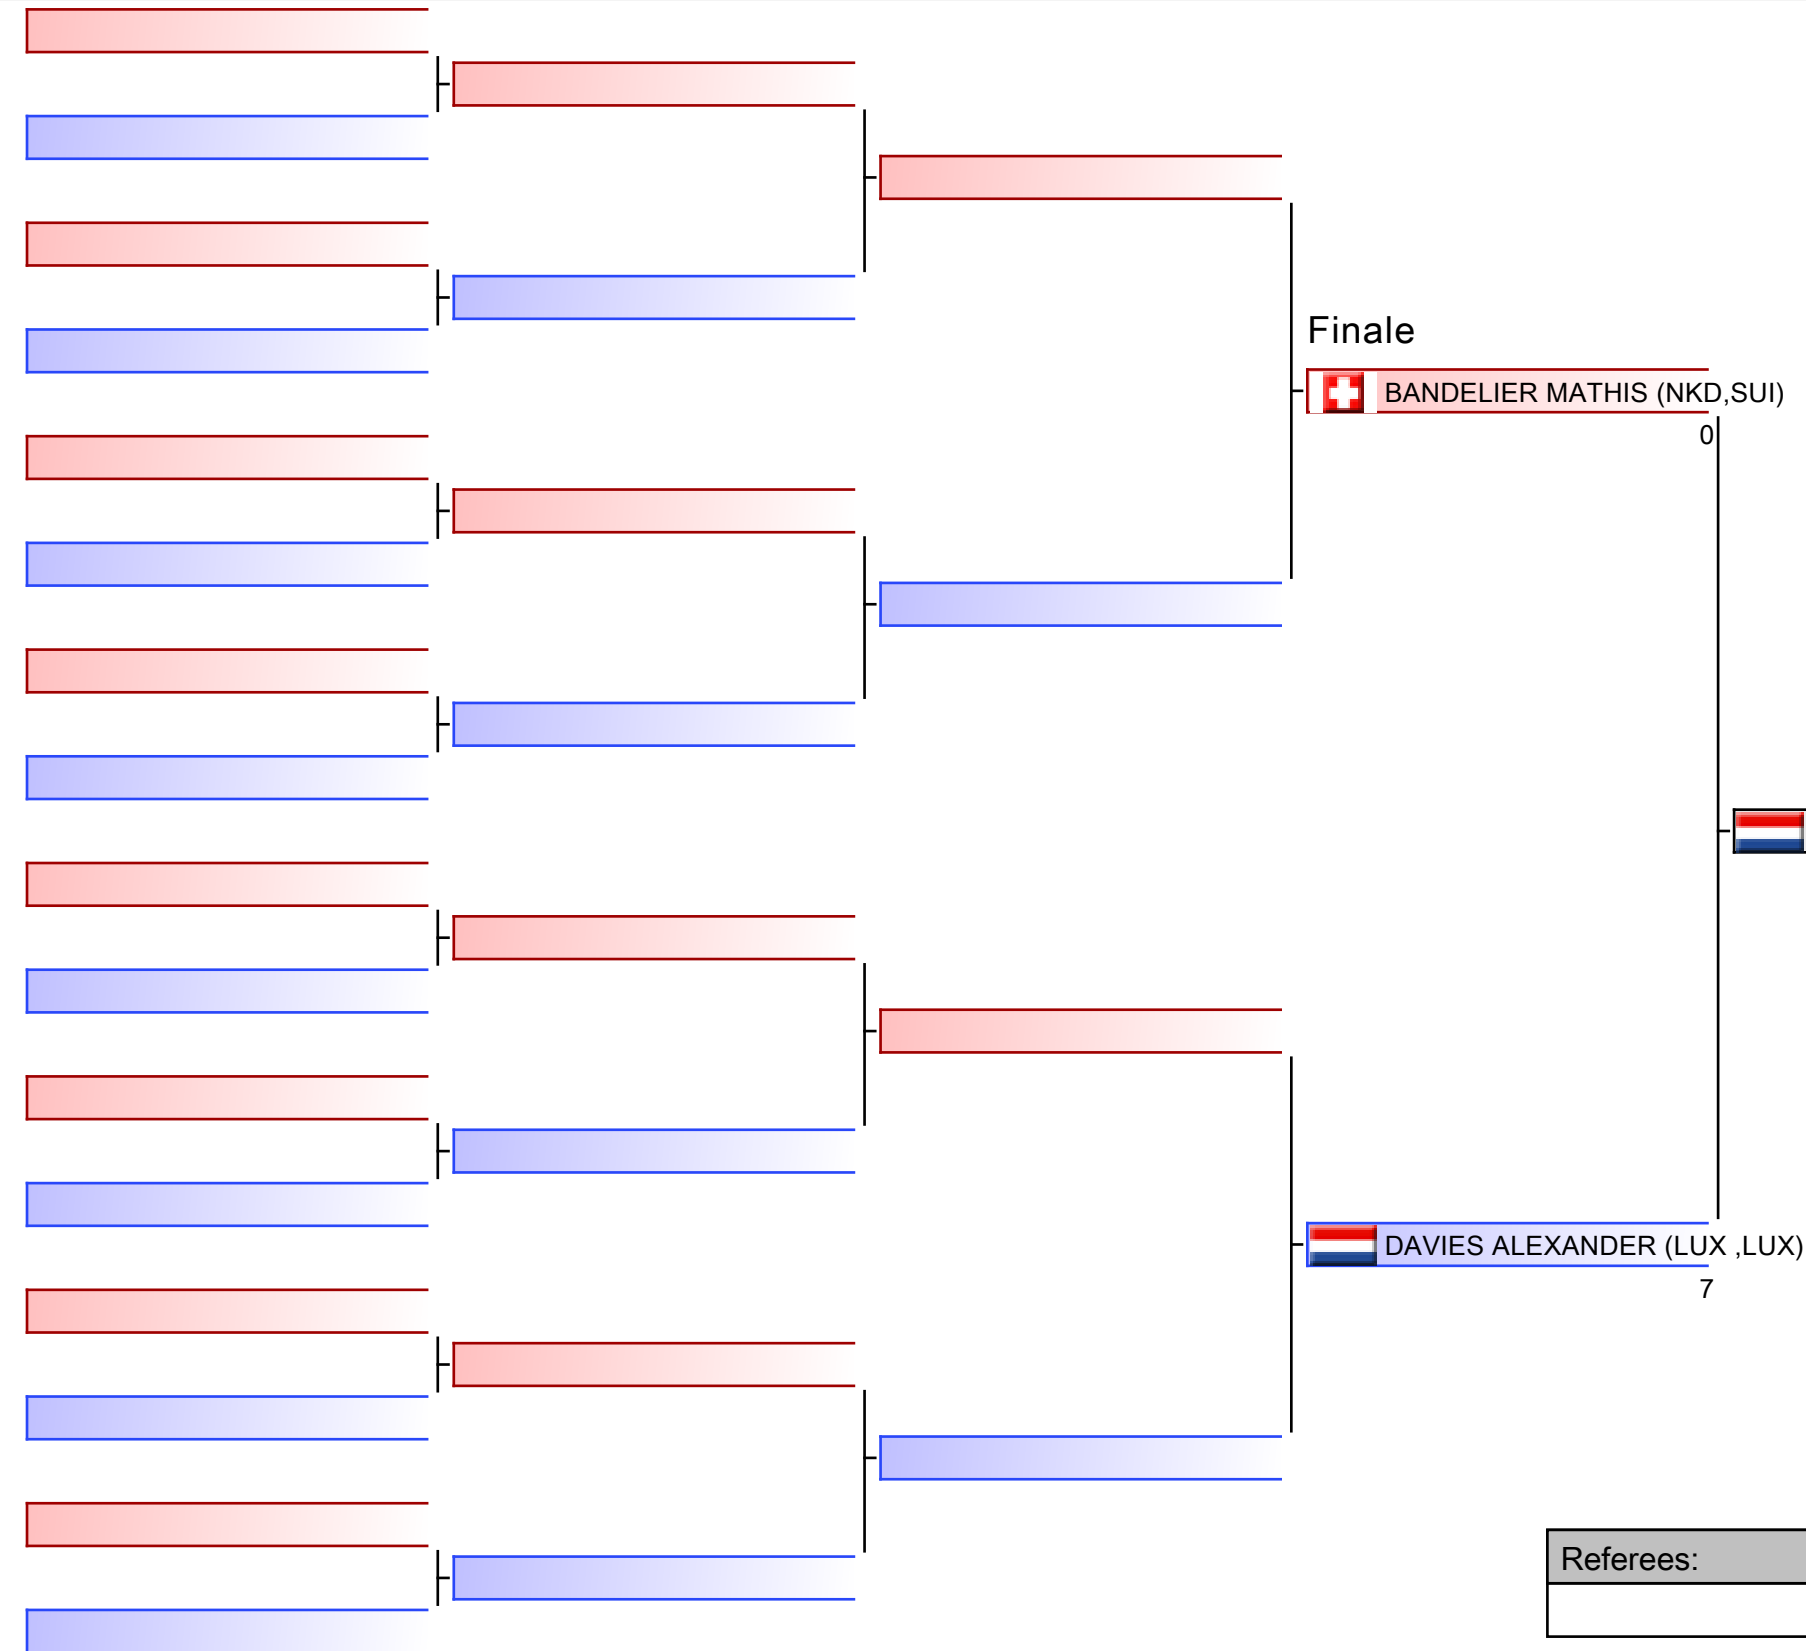 Finale
BANDELIER MATHIS (NKD,SUI)
0
DAVIES ALEXANDER (LUX ,LUX)
7
Referees: